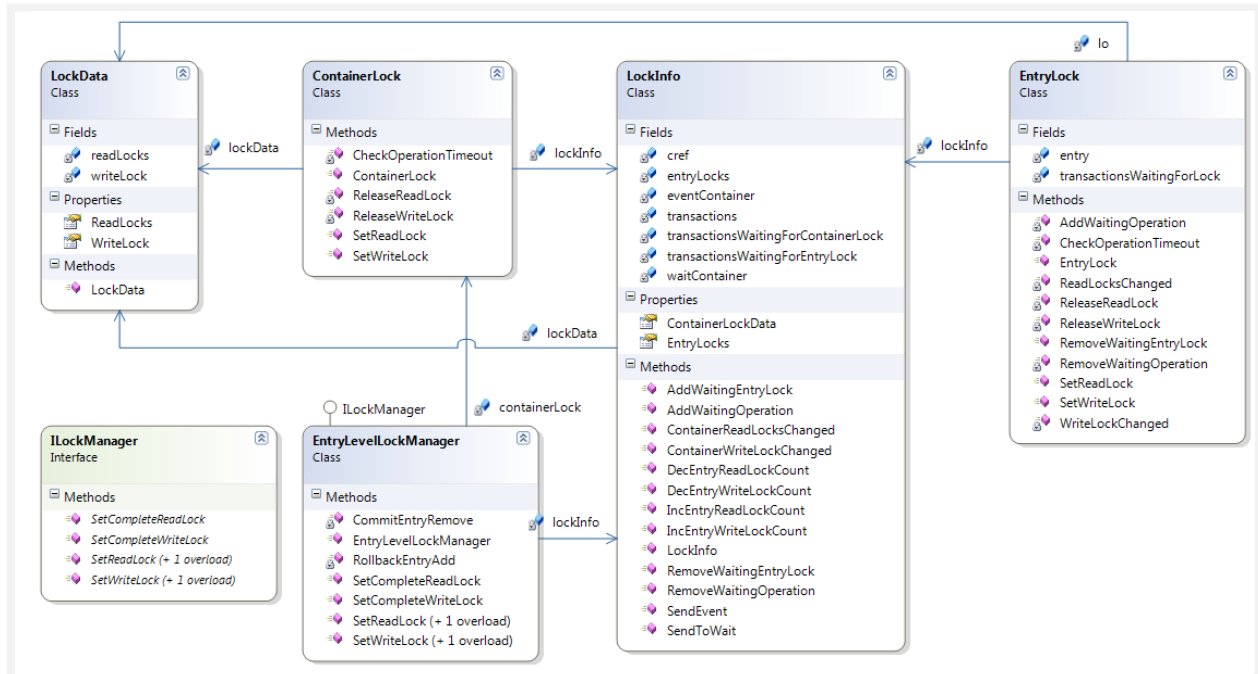 lo
LockData
Class
Fields
readLocks
writeLock
Properties
ReadLocks
WriteLock
Methods
LockData
lockData
ContainerLock
Class
Methods
CheckOperationTimeout
ContainerLock
ReleaseReadLock
ReleaseWriteLock
SetReadLock
SetWriteLock
lockInfo
LockInfo
Class
Fields
cref
entryLocks
eventContainer
transactions
transactionsWaitingForContainerLock
transactionsWaitingForEntryLock
waitContainer
Properties
ContainerLockData
EntryLocks
Methods
AddWaitingEntryLock
AddWaitingOperation
ContainerReadLocksChanged
ContainerWriteLockChanged
DecEntryReadLockCount
DecEntryWriteLockCount
IncEntryReadLockCount
IncEntryWriteLockCount
LockInfo
RemoveWaitingEntryLock
RemoveWaitingOperation
SendEvent
SendToWait
lockInfo
EntryLock
Class
Fields
entry
transactionsWaitingForLock
Methods
AddWaitingOperation
CheckOperationTimeout
EntryLock
ReadLocksChanged
ReleaseReadLock
ReleaseWriteLock
RemoveWaitingEntryLock
RemoveWaitingOperation
SetReadLock
SetWriteLock
WriteLockChanged
lockData
containerLock
ILockManager
ILockManager
Interface
Methods
SetCompleteReadLock
SetCompleteWriteLock
SetReadLock (+ 1 overload)
SetWriteLock (+ 1 overload)
EntryLevelLockManager
Class
Methods
CommitEntryRemove
EntryLevelLockManager
RollbackEntryAdd
SetCompleteReadLock
SetCompleteWriteLock
SetReadLock (+ 1 overload)
SetWriteLock (+ 1 overload)
lockInfo